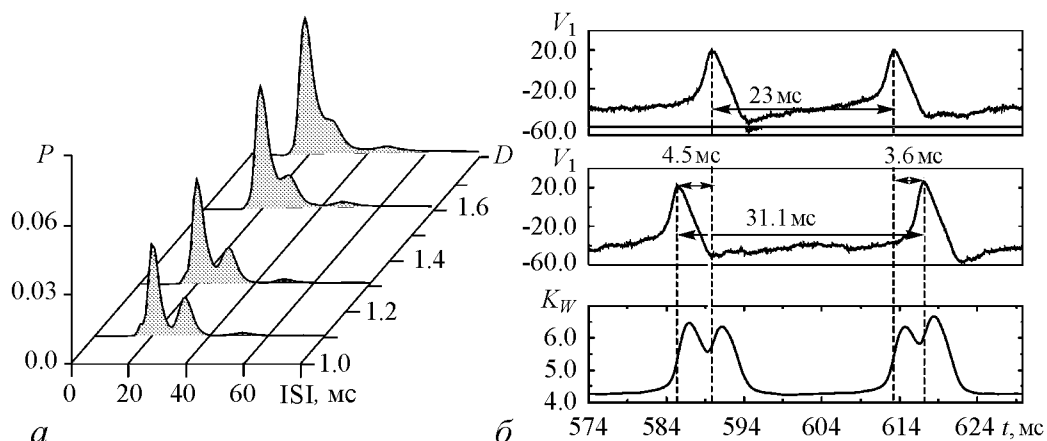 P
0.06
0.03
0.0
0 20 40 60 ISI, мс
D
1.6
1.4
1.2
1.0
а
V1
20.0
-20.0
-60.0
23 мс
V1
4.5 мс 3.6 мс
20.0
-20.0
-60.0
31.1 мс
KW
6.0
5.0
4.0
574 584 594 604 614 624 t, мс
б